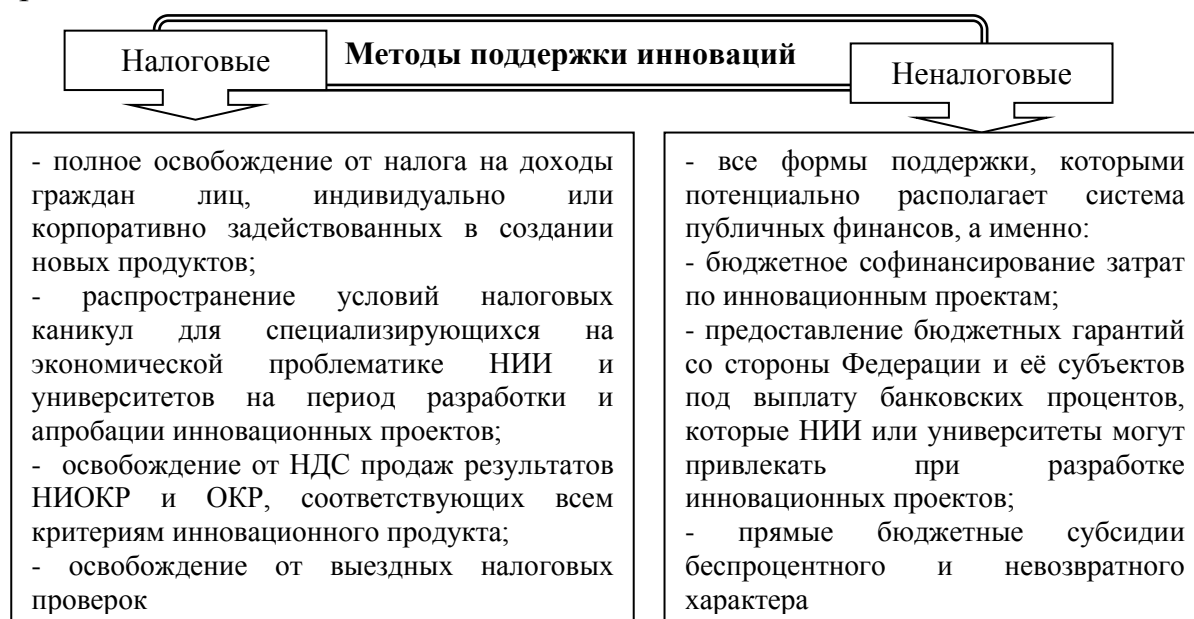 Методы поддержки инноваций
Налоговые
- полное освобождение от налога на доходы
граждан лиц, индивидуально или
корпоративно задействованных в создании
новых продуктов;
- распространение условий налоговых
каникул для специализирующихся на
экономической проблематике НИИ и
университетов на период разработки и
апробации инновационных проектов;
- освобождение от НДС продаж результатов
НИОКР и ОКР, соответствующих всем
критериям инновационного продукта;
- освобождение от выездных налоговых
проверок
Неналоговые
- все формы поддержки, которыми
потенциально располагает система
публичных финансов, а именно:
- бюджетное софинансирование затрат
по инновационным проектам;
- предоставление бюджетных гарантий
со стороны Федерации и её субъектов
под выплату банковских процентов,
которые НИИ или университеты могут
привлекать при разработке
инновационных проектов;
- прямые бюджетные субсидии
беспроцентного и невозвратного
характера